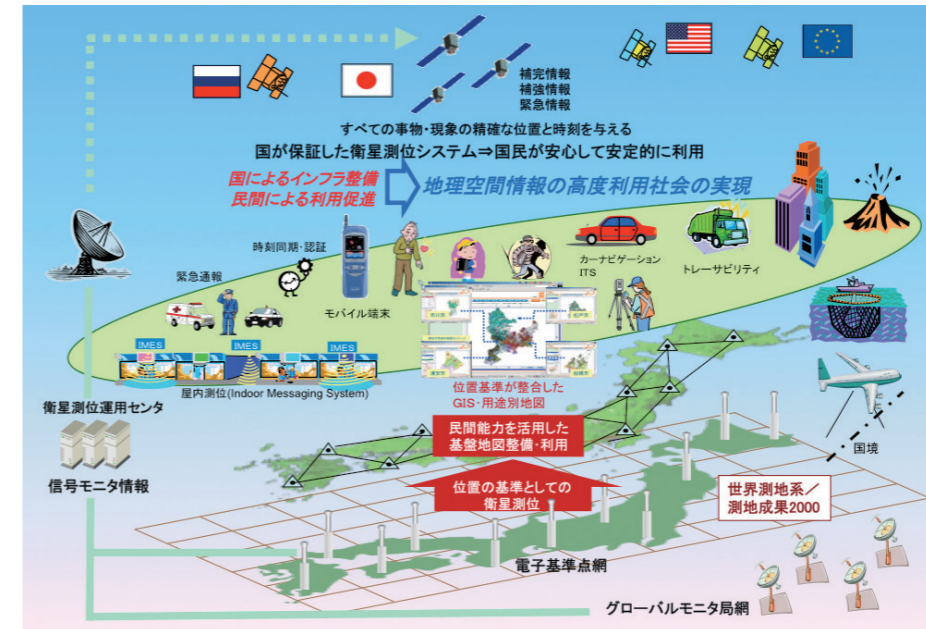 補完情報
補強情報
緊急情報
すべての事物・現象の精確な位置と時刻を与える
国が保証した衛星測位システム⇒国民が安心して安定的に利用
国によるインフラ整備
民間による利用促進
地理空間情報の高度利用社会の実現
時刻同期・認証
緊急通報
モバイル端末
カーナビゲーション
ITS
トレーサビリティ
IMES
IMES
IMES
屋内測位(Indoor Messaging System)
位置基準が整合した
GIS・用途別地図
衛星測位運用センタ
信号モニタ情報
民間能力を活用した
基盤地図整備・利用
国境
位置の基準としての
衛星測位
世界測地系／
測地成果2000
電子基準点網
グローバルモニタ局網